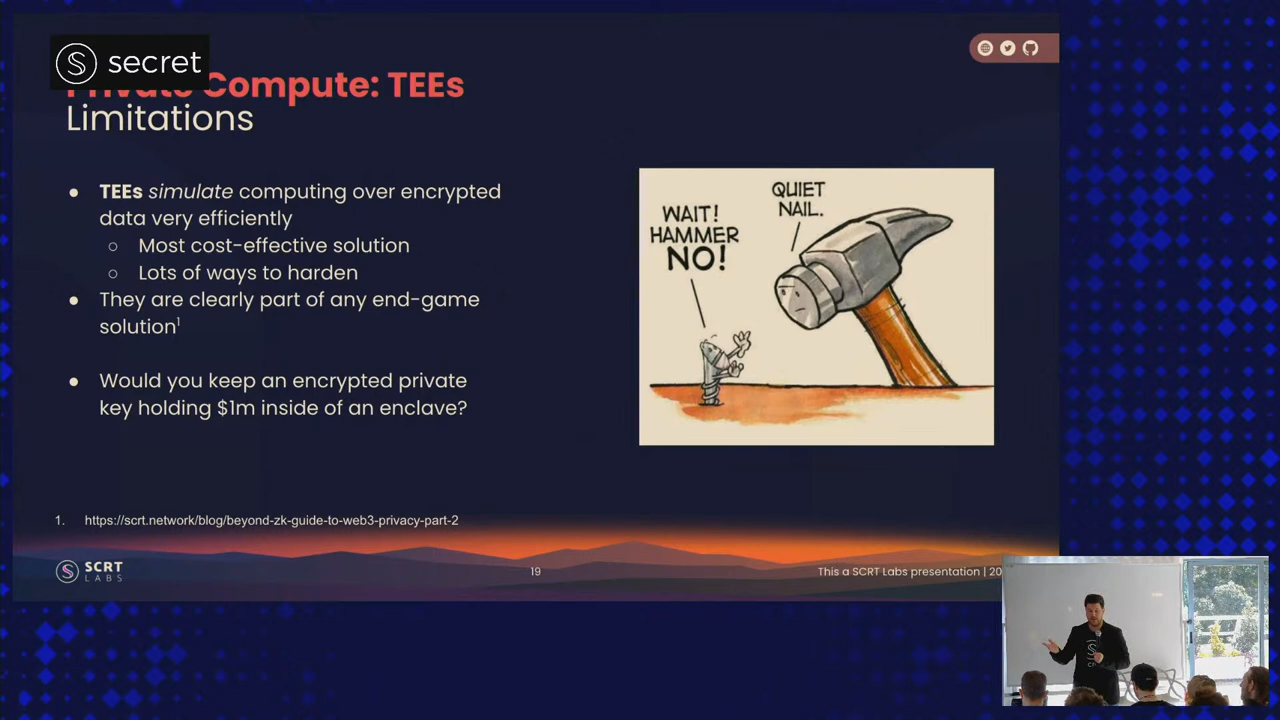 secret
Private Compute: TEEs
Limitations
● TEEs simulate computing over encrypted
data very efficiently
○ Most cost-effective solution
○ Lots of ways to harden
● They are clearly part of any end-game
solution¹
● Would you keep an encrypted private
key holding $1m inside of an enclave?
WAIT!
HAMMER
NO!
QUIET
NAIL.
1. https://scrt.network/blog/beyond-zk-guide-to-web3-privacy-part-2
SCRT
LABS
19
This a SCRT Labs presentation | 20